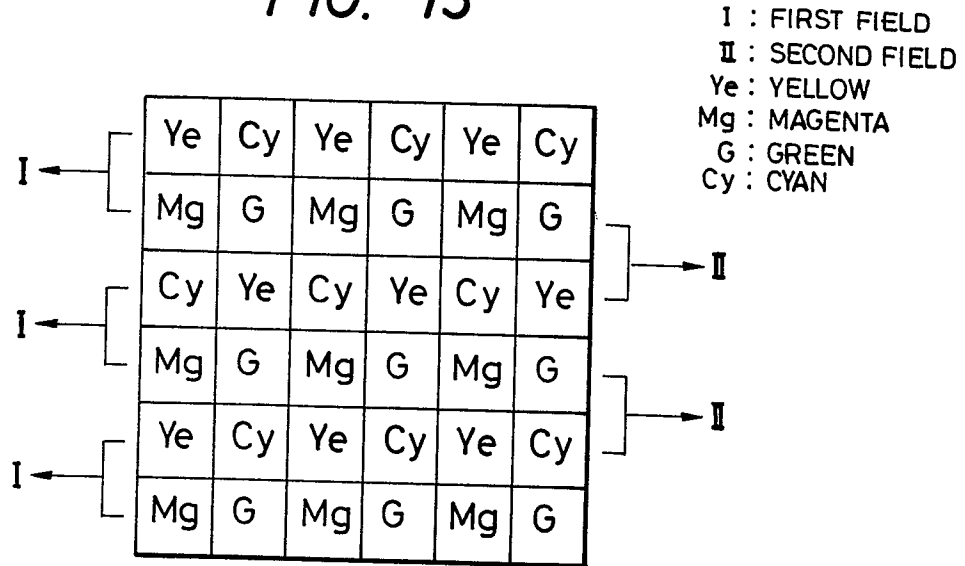 FIG. 13
I : FIRST FIELD
II : SECOND FIELD
Ye : YELLOW
Mg : MAGENTA
G : GREEN
Cy : CYAN
Ye Cy Ye Cy Ye Cy
I
Mg G Mg G Mg G
II
Cy Ye Cy Ye Cy Ye
I
Mg G Mg G Mg G
II
Ye Cy Ye Cy Ye Cy
I
Mg G Mg G Mg G